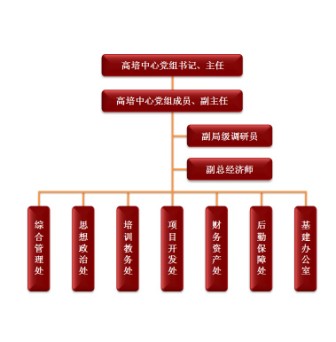 高培中心党组书记、主任
高培中心党组成员、副主任
副局级调研员
副总经济师
综合管理处
思想政治处
培训教务处
项目开发处
财务资产处
后勤保障处
基建办公室